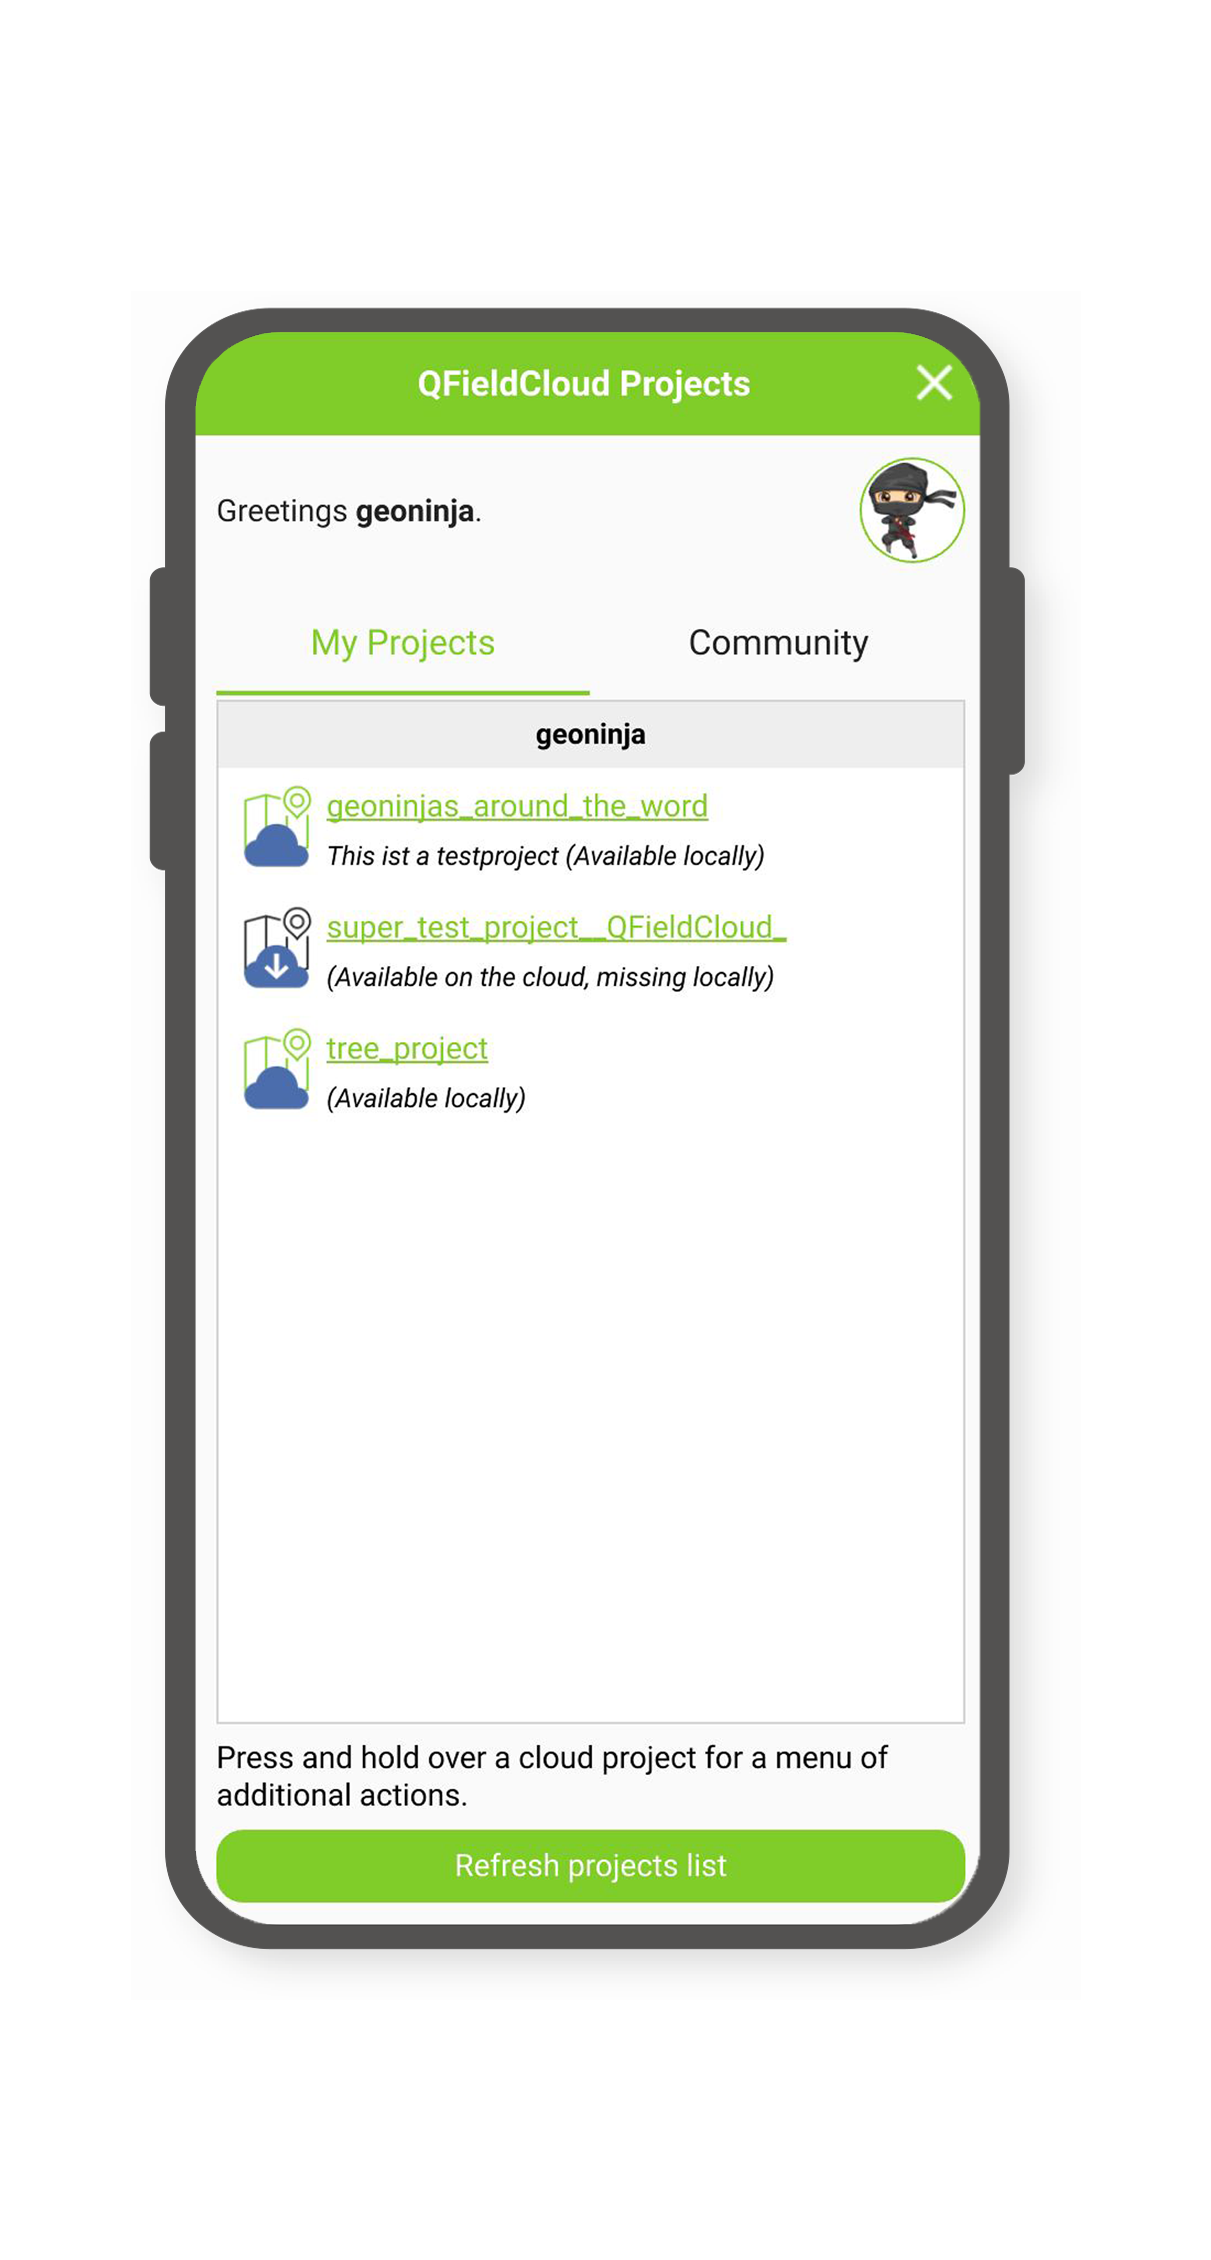 QFieldCloud Projects
Greetings geoninja.
My Projects
Community
geoninja
geoninjas_around_the_word
This ist a testproject (Available locally)
super_test_project__QFieldCloud_
(Available on the cloud, missing locally)
tree_project
(Available locally)
Press and hold over a cloud project for a menu of
additional actions.
Refresh projects list